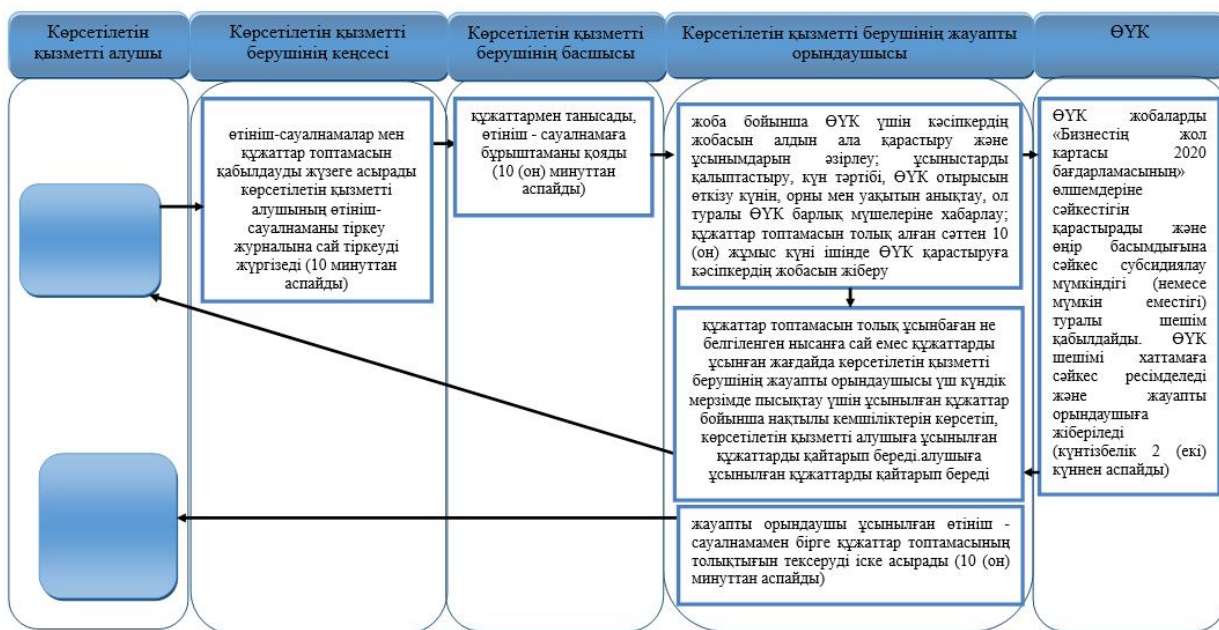 Көрсетілетін
қызметті алушы
Көрсетілетін қызметті
берушінің кеңсесі
Көрсетілетін қызметті
берушінің басшысы
Көрсетілетін қызметті берушінің жауапты
орындаушысы
ӨҮК
өтініш-сауалнамалар мен
құжаттар топтамасын
қабылдауды жүзеге асырады
көрсетілетін қызметті
алушының өтініш-
сауалнаманы тіркеу
журналына сай тіркеуді
жүргізеді (10 минуттан
аспайды)
құжаттармен танысады,
өтініш - сауалнамаға
бұрыштаманы қояды
(10 (он) минуттан
аспайды)
жоба бойынша ӨҮК үшін кәсіпкердің
жобасын алдын ала қарастыру және
ұсынымдарын әзірлеу; ұсыныстарды
қалыптастыру, күн тәртібі, ӨҮК отырысын
өткізу күнін, орны мен уақытын анықтау, ол
туралы ӨҮК барлық мүшелеріне хабарлау;
құжаттар топтамасын толық алған сәттен 10
(он) жұмыс күні ішінде ӨҮК қарастыруға
кәсіпкердің жобасын жіберу
құжаттар топтамасын толық ұсынбаған не
белгіленген нысанға сай емес құжаттарды
ұсынған жағдайда көрсетілетін қызметті
берушінің жауапты орындаушысы үш күндік
мерзімде пысықтау үшін ұсынылған құжаттар
бойынша нақтылы кемшіліктерін көрсетіп,
көрсетілетін қызметті алушыға ұсынылған
құжаттарды қайтарып береді.алушыға
ұсынылған құжаттарды қайтарып береді
жауапты орындаушы ұсынылған өтініш -
сауалнамамен бірге құжаттар топтамасының
толықтығын тексеруді іске асырады (10 (он)
минуттан аспайды)
ӨҮК жобаларды
«Бизнестің жол
картасы 2020
бағдарламасының»
өлшемдеріне
сәйкестігін
қарастырады және
өңір басымдығына
сәйкес субсидиялау
мүмкіндігі (немесе
мүмкін еместігі)
туралы шешім
қабылдайды. ӨҮК
шешімі хаттамаға
сәйкес ресімделеді
және жауапты
орындаушыға
жіберіледі
(күнтізбелік 2 (екі)
күннен аспайды)